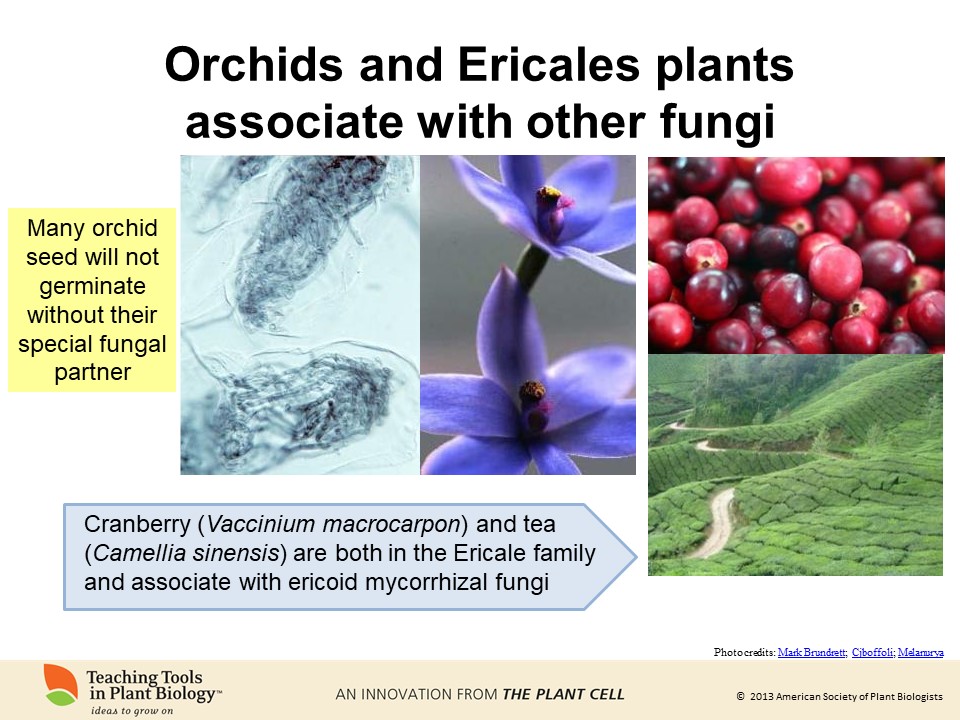 Orchids and Ericales plants
associate with other fungi
Many orchid
seed will not
germinate
without their
special fungal
partner
Cranberry (Vaccinium macrocarpon) and tea
(Camellia sinensis) are both in the Ericale family
and associate with ericoid mycorrhizal fungi
Photo credits: Mark Brundrett; Cjboffoli; Melanurya
Teaching Tools
in Plant Biology™
ideas to grow on
AN INNOVATION FROM THE PLANT CELL
© 2013 American Society of Plant Biologists